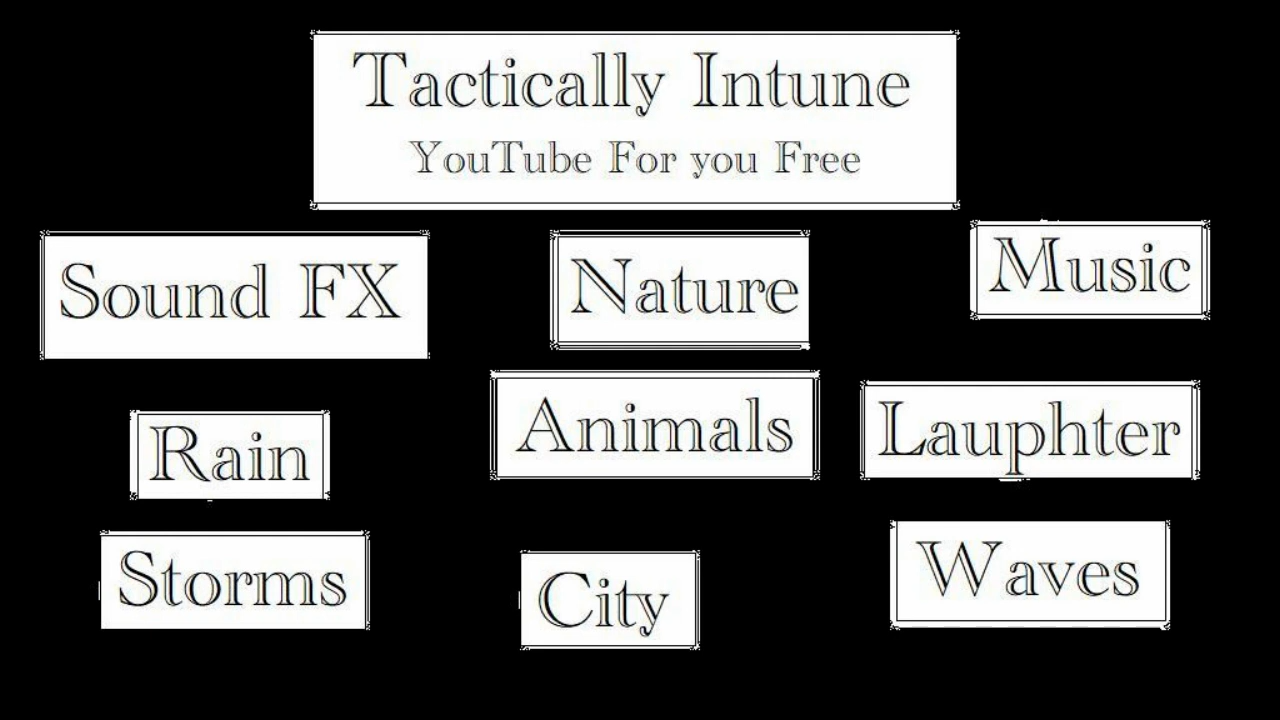 Tactically Intune
YouTube For you Free
Sound FX
Nature
Music
Rain
Animals
Lauphter
Storms
City
Waves